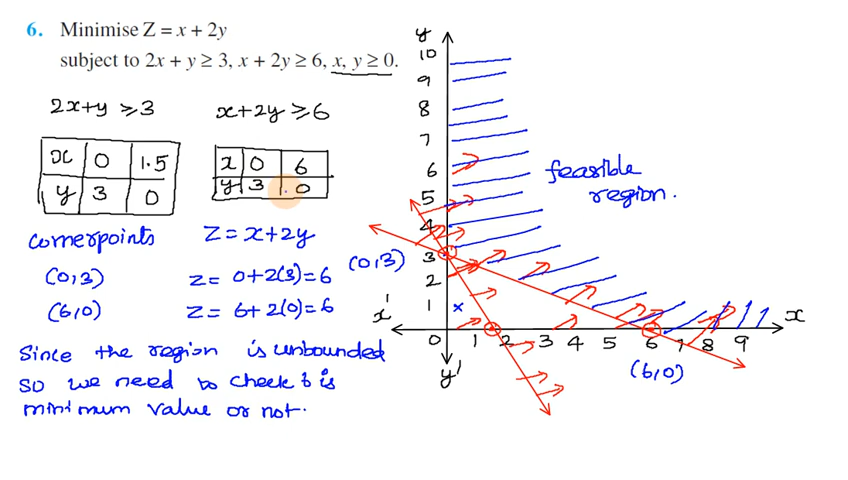 6. Minimise Z = x + 2y
subject to 2x + y ≥ 3, x + 2y ≥ 6, x, y ≥ 0.
2x+y ≥3
x+2y ≥6
x 0 1.5
y 3 0
x 0 6
y 3 0
cornerpoints
z = x+2y
(0,3)
z = 0+2(3)=6
(6,0)
z = 6+2(0)=6
Since the region is unbounded
so we need to check 6 is
minimum value or not.
y
10
9
8
7
6
5
4
3
2
1
feasible
region.
(0,3)
x'
x
0 1 2 3 4 5 6 7 8 9
y'
(6,0)